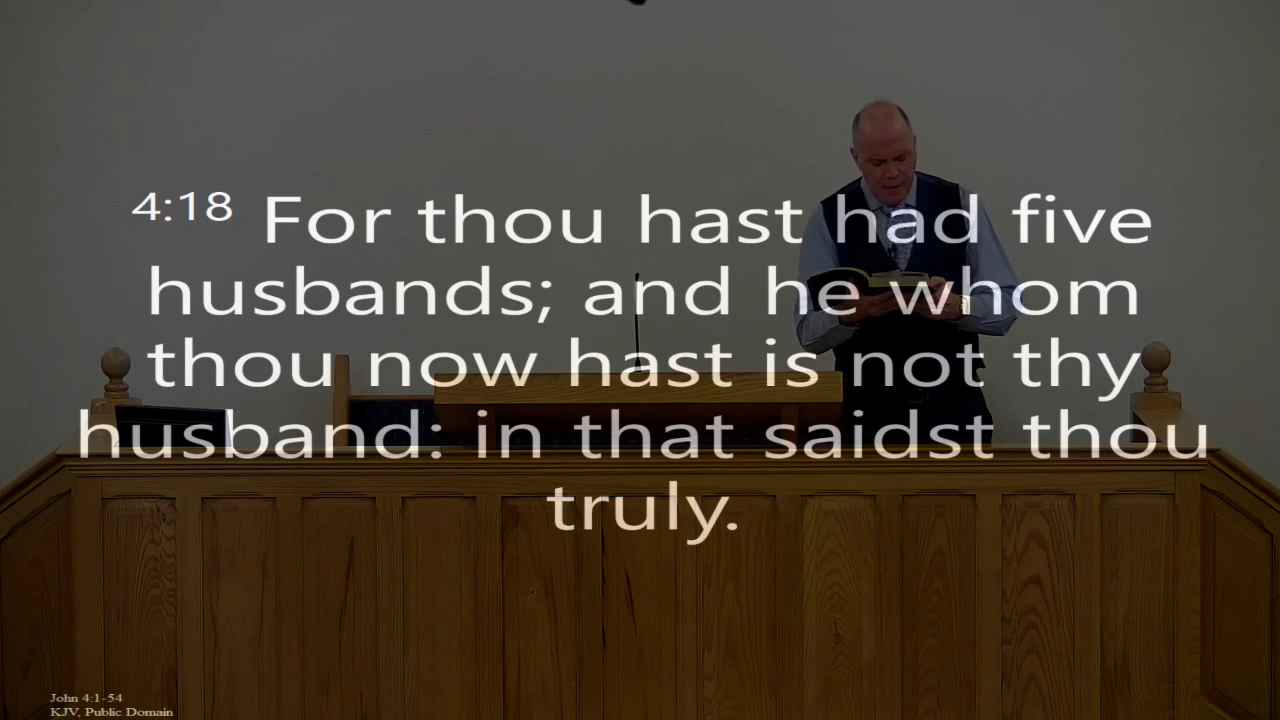 4:18 For thou hast had five
husbands; and he whom
thou now hast is not thy
husband: in that saidst thou
truly.
John 4:1-54
KJV, Public Domain